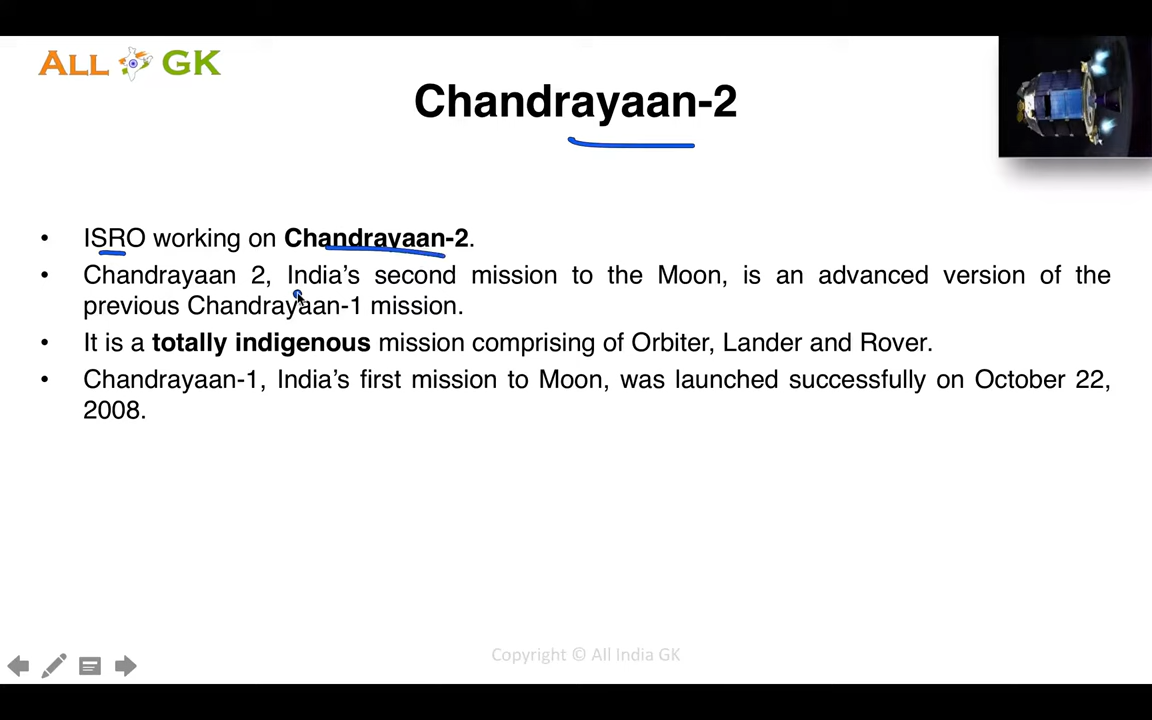 ALL GK
Chandrayaan-2
• ISRO working on Chandrayaan-2.
• Chandrayaan 2, India’s second mission to the Moon, is an advanced version of the
previous Chandrayaan-1 mission.
• It is a totally indigenous mission comprising of Orbiter, Lander and Rover.
• Chandrayaan-1, India’s first mission to Moon, was launched successfully on October 22,
2008.
Copyright © All India GK